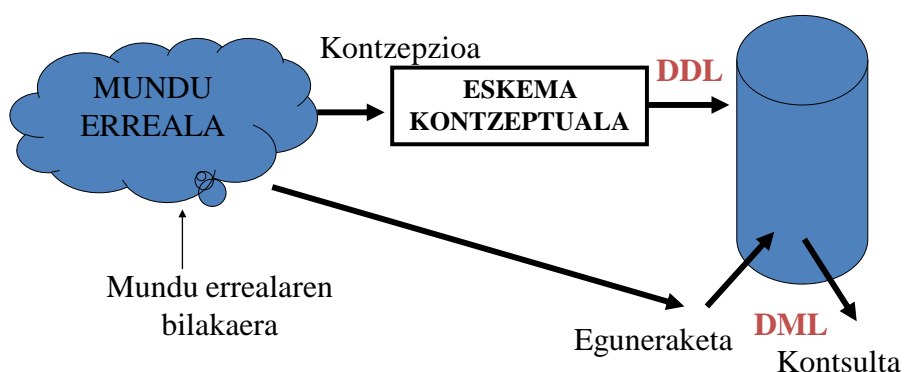 Kontzepzioa
DDL
MUNDU
ERREALA
ESKEMA
KONTZEPTUALA
Mundu errealaren
bilakaera
Eguneraketa
DML
Kontsulta